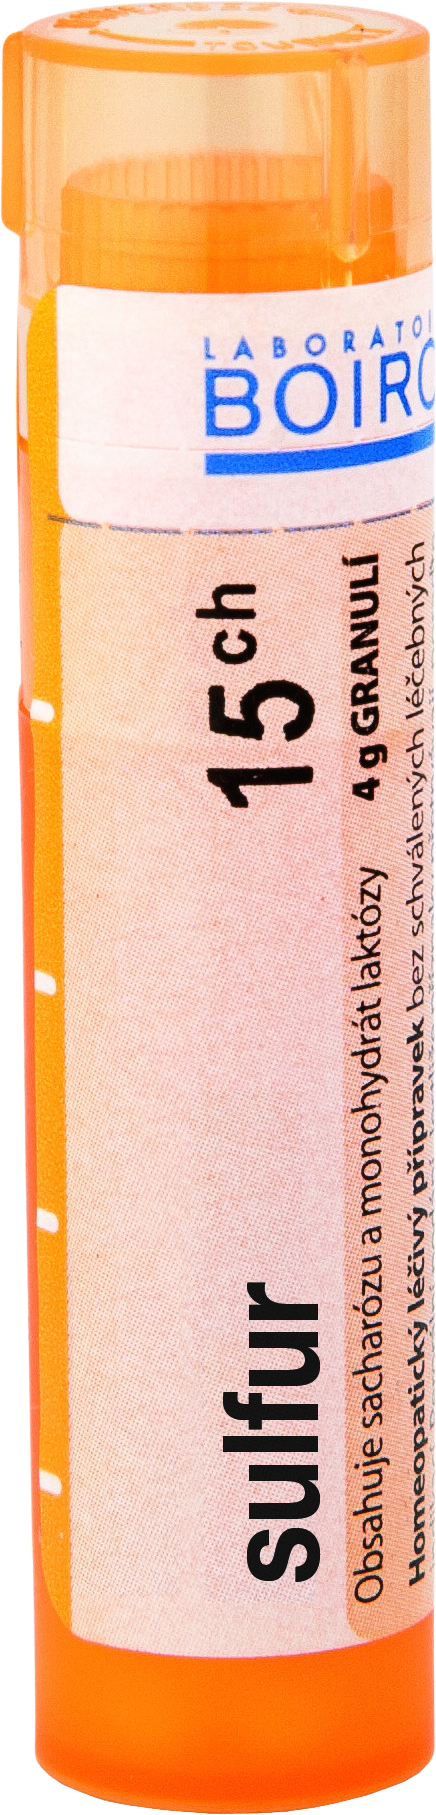 LABORATOI
BOIRO
sulfur 15 ch
4 g GRANULÍ
Obsahuje sacharózu a monohydrát laktózy
Homeopatický léčivý přípravek bez schválených léčebných